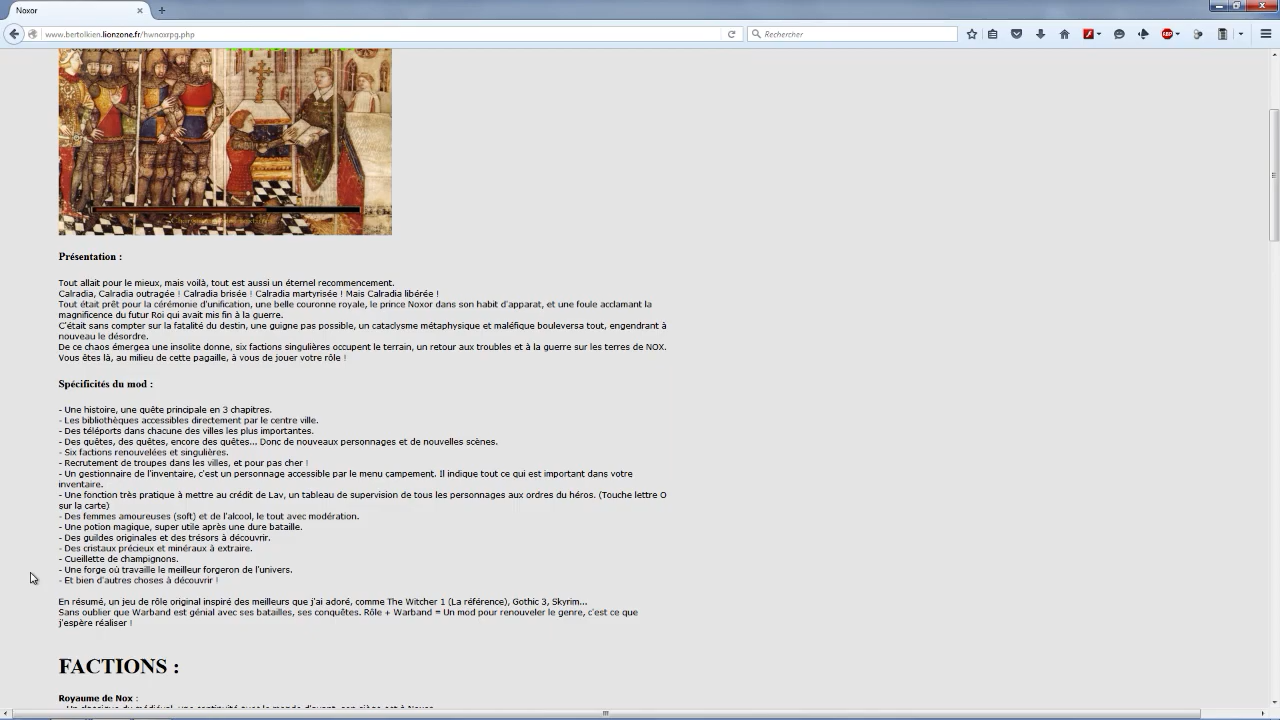 Noxor
www.bertolkien.lionzone.fr/hwnoxrpg.php
Rechercher
ABP
Présentation :
Tout allait pour le mieux, mais voilà, tout est aussi un éternel recommencement.
Calradia, Calradia outragée ! Calradia brisée ! Calradia martyrisée ! Mais Calradia libérée !
Tout était prêt pour la cérémonie d'unification, une belle couronne royale, le prince Noxor dans son habit d'apparat, et une foule acclamant la
magnificence du futur Roi qui avait mis fin à la guerre.
C'était sans compter sur la fatalité du destin, une guigne pas possible, un cataclysme métaphysique et maléfique bouleversa tout, engendrant à
nouveau le désordre.
De ce chaos émergea une insolite donne, six factions singulières occupent le terrain, un retour aux troubles et à la guerre sur les terres de NOX.
Vous êtes là, au milieu de cette pagaille, à vous de jouer votre rôle !
Spécificités du mod :
- Une histoire, une quête principale en 3 chapitres.
- Les bibliothèques accessibles directement par le centre ville.
- Des téléports dans chacune des villes les plus importantes.
- Des quêtes, des quêtes, encore des quêtes... Donc de nouveaux personnages et de nouvelles scènes.
- Six factions renouvelées et singulières.
- Recrutement de troupes dans les villes, et pour pas cher !
- Un gestionnaire de l'inventaire, c'est un personnage accessible par le menu campement. Il indique tout ce qui est important dans votre
inventaire.
- Une fonction très pratique à mettre au crédit de Lav, un tableau de supervision de tous les personnages aux ordres du héros. (Touche lettre O
sur la carte)
- Des femmes amoureuses (soft) et de l'alcool, le tout avec modération.
- Une potion magique, super utile après une dure bataille.
- Des guildes originales et des trésors à découvrir.
- Des cristaux précieux et minéraux à extraire.
- Cueillette de champignons.
- Une forge où travaille le meilleur forgeron de l'univers.
- Et bien d'autres choses à découvrir !
En résumé, un jeu de rôle original inspiré des meilleurs que j'ai adoré, comme The Witcher 1 (La référence), Gothic 3, Skyrim...
Sans oublier que Warband est génial avec ses batailles, ses conquêtes. Rôle + Warband = Un mod pour renouveler le genre, c'est ce que
j'espère réaliser !
FACTIONS :
Royaume de Nox :